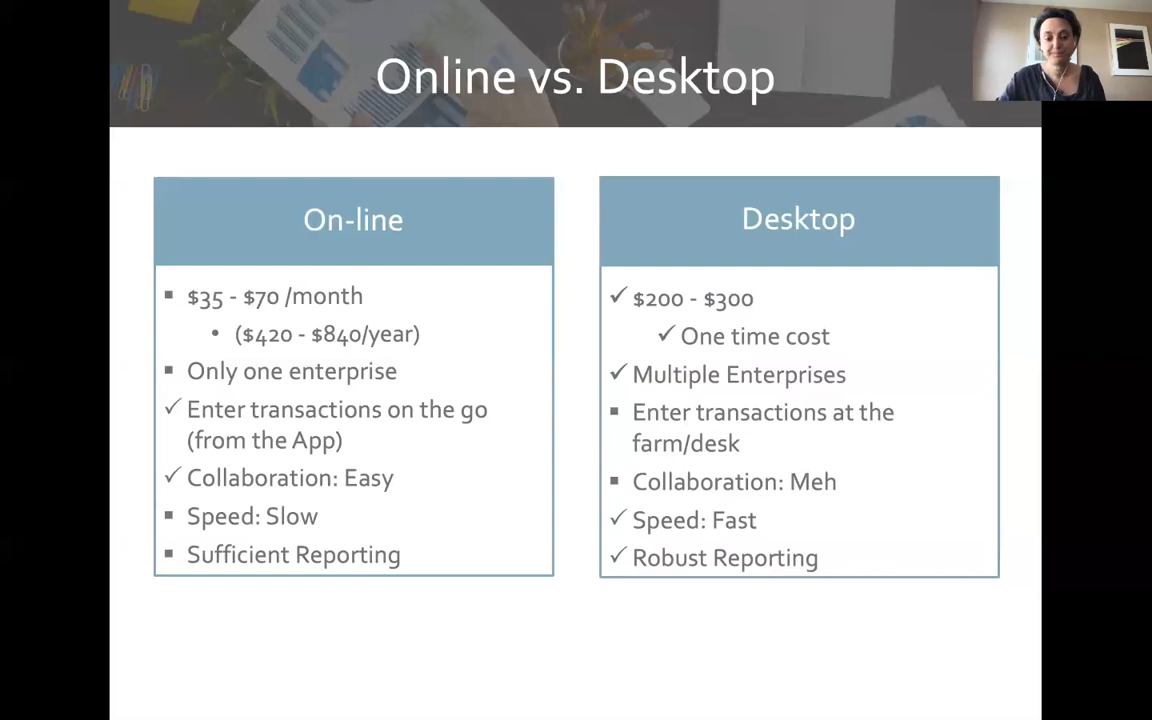 Online vs. Desktop
On-line
$35 - $70 /month
($420 - $840/year)
Only one enterprise
Enter transactions on the go
(from the App)
Collaboration: Easy
Speed: Slow
Sufficient Reporting
Desktop
$200 - $300
One time cost
Multiple Enterprises
Enter transactions at the
farm/desk
Collaboration: Meh
Speed: Fast
Robust Reporting